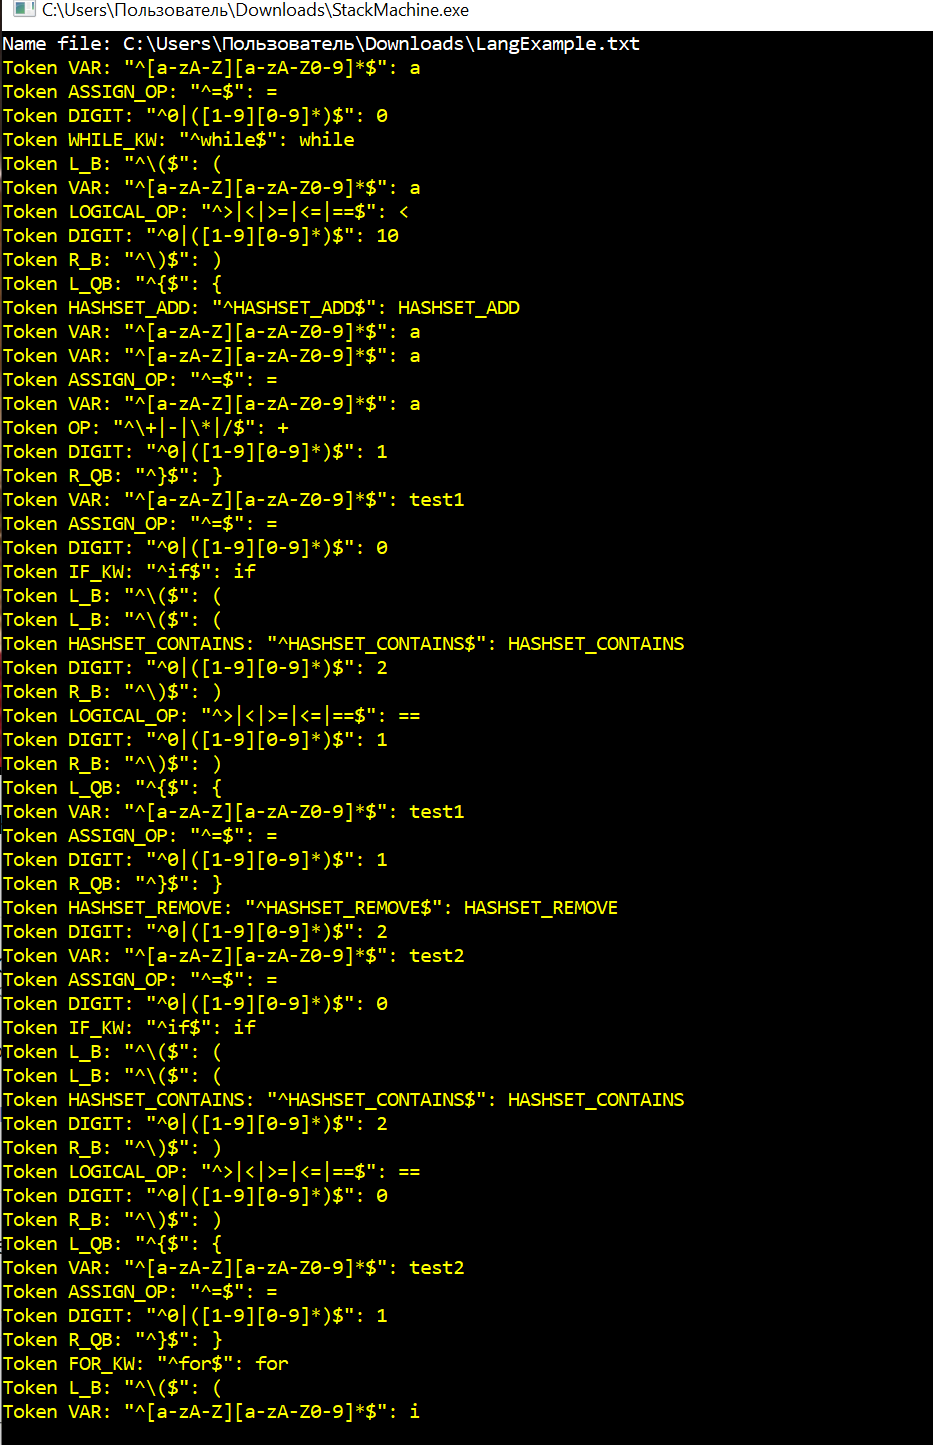 C:\Users\Пользователь\Downloads\StackMachine.exe
Name file: C:\Users\Пользователь\Downloads\LangExample.txt
Token VAR: "^[a-zA-Z][a-zA-Z0-9]*$": a
Token ASSIGN_OP: "^=$": =
Token DIGIT: "^0|([1-9][0-9]*)$": 0
Token WHILE_KW: "^while$": while
Token L_B: "^\($": (
Token VAR: "^[a-zA-Z][a-zA-Z0-9]*$": a
Token LOGICAL_OP: "^>|<|>=|<=|==$": <
Token DIGIT: "^0|([1-9][0-9]*)$": 10
Token R_B: "^\)$": )
Token L_QB: "^{$": {
Token HASHSET_ADD: "^HASHSET_ADD$": HASHSET_ADD
Token VAR: "^[a-zA-Z][a-zA-Z0-9]*$": a
Token VAR: "^[a-zA-Z][a-zA-Z0-9]*$": a
Token ASSIGN_OP: "^=$": =
Token VAR: "^[a-zA-Z][a-zA-Z0-9]*$": a
Token OP: "^\+|-|\*|/$": +
Token DIGIT: "^0|([1-9][0-9]*)$": 1
Token R_QB: "^}$": }
Token VAR: "^[a-zA-Z][a-zA-Z0-9]*$": test1
Token ASSIGN_OP: "^=$": =
Token DIGIT: "^0|([1-9][0-9]*)$": 0
Token IF_KW: "^if$": if
Token L_B: "^\($": (
Token L_B: "^\($": (
Token HASHSET_CONTAINS: "^HASHSET_CONTAINS$": HASHSET_CONTAINS
Token DIGIT: "^0|([1-9][0-9]*)$": 2
Token R_B: "^\)$": )
Token LOGICAL_OP: "^>|<|>=|<=|==$": ==
Token DIGIT: "^0|([1-9][0-9]*)$": 1
Token R_B: "^\)$": )
Token L_QB: "^{$": {
Token VAR: "^[a-zA-Z][a-zA-Z0-9]*$": test1
Token ASSIGN_OP: "^=$": =
Token DIGIT: "^0|([1-9][0-9]*)$": 1
Token R_QB: "^}$": }
Token HASHSET_REMOVE: "^HASHSET_REMOVE$": HASHSET_REMOVE
Token DIGIT: "^0|([1-9][0-9]*)$": 2
Token VAR: "^[a-zA-Z][a-zA-Z0-9]*$": test2
Token ASSIGN_OP: "^=$": =
Token DIGIT: "^0|([1-9][0-9]*)$": 0
Token IF_KW: "^if$": if
Token L_B: "^\($": (
Token L_B: "^\($": (
Token HASHSET_CONTAINS: "^HASHSET_CONTAINS$": HASHSET_CONTAINS
Token DIGIT: "^0|([1-9][0-9]*)$": 2
Token R_B: "^\)$": )
Token LOGICAL_OP: "^>|<|>=|<=|==$": ==
Token DIGIT: "^0|([1-9][0-9]*)$": 0
Token R_B: "^\)$": )
Token L_QB: "^{$": {
Token VAR: "^[a-zA-Z][a-zA-Z0-9]*$": test2
Token ASSIGN_OP: "^=$": =
Token DIGIT: "^0|([1-9][0-9]*)$": 1
Token R_QB: "^}$": }
Token FOR_KW: "^for$": for
Token L_B: "^\($": (
Token VAR: "^[a-zA-Z][a-zA-Z0-9]*$": i